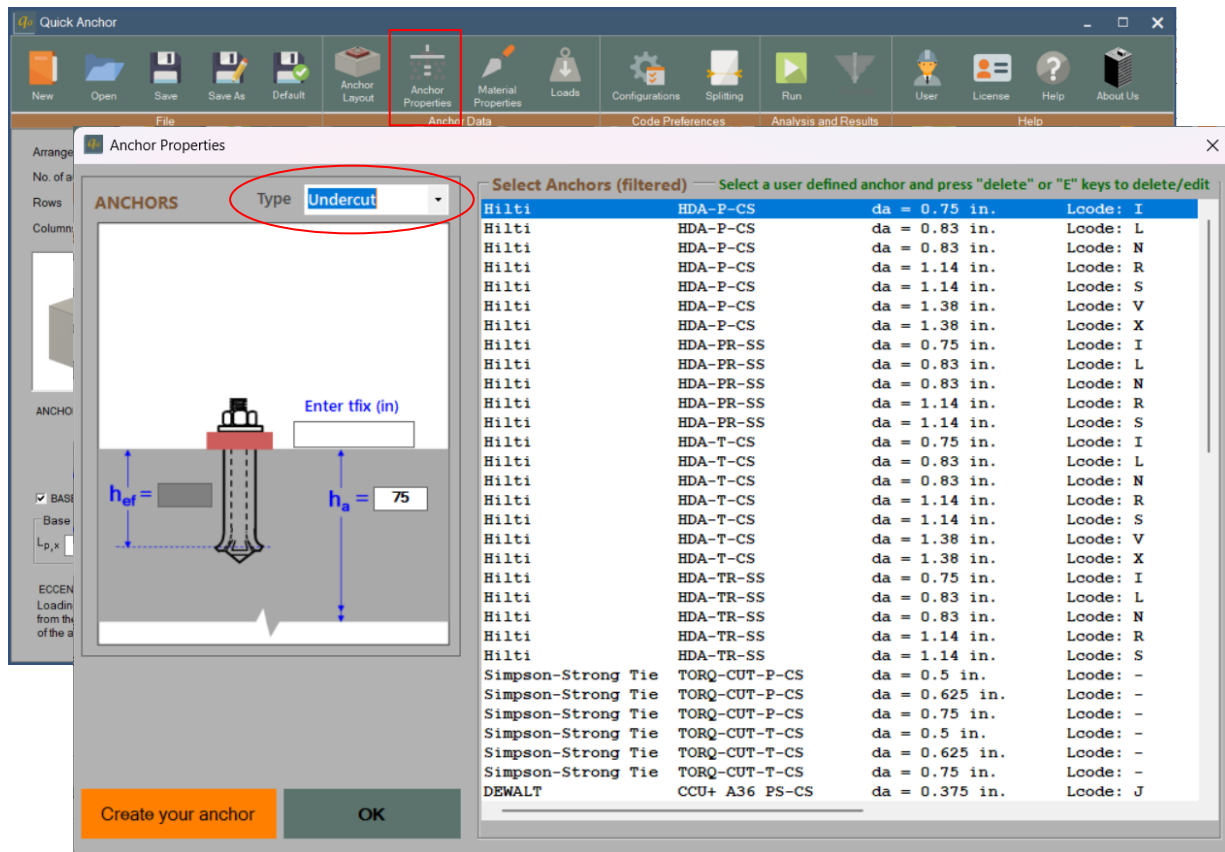 Quick Anchor
New Open Save Save As Default Anchor Layout Anchor Properties Material Properties Loads Configurations Splitting Run User License Help About Us
File Anchor Data Code Preferences Analysis and Results Help
Anchor Properties
Arrange
No. of a
Rows
Column
ANCHO
BASE
Base
Lp,x
ECCEN
Loadin
from the
of the a
ANCHORS Type Undercut
Enter tfix (in)
hef =
ha = 75
Create your anchor OK
Select Anchors (filtered) Select a user defined anchor and press "delete" or "E" keys to delete/edit
Hilti HDA-P-CS da = 0.75 in. Lcode: I
Hilti HDA-P-CS da = 0.83 in. Lcode: L
Hilti HDA-P-CS da = 0.83 in. Lcode: N
Hilti HDA-P-CS da = 1.14 in. Lcode: R
Hilti HDA-P-CS da = 1.14 in. Lcode: S
Hilti HDA-P-CS da = 1.38 in. Lcode: V
Hilti HDA-P-CS da = 1.38 in. Lcode: X
Hilti HDA-PR-SS da = 0.75 in. Lcode: I
Hilti HDA-PR-SS da = 0.83 in. Lcode: L
Hilti HDA-PR-SS da = 0.83 in. Lcode: N
Hilti HDA-PR-SS da = 1.14 in. Lcode: R
Hilti HDA-PR-SS da = 1.14 in. Lcode: S
Hilti HDA-T-CS da = 0.75 in. Lcode: I
Hilti HDA-T-CS da = 0.83 in. Lcode: L
Hilti HDA-T-CS da = 0.83 in. Lcode: N
Hilti HDA-T-CS da = 1.14 in. Lcode: R
Hilti HDA-T-CS da = 1.14 in. Lcode: S
Hilti HDA-T-CS da = 1.38 in. Lcode: V
Hilti HDA-T-CS da = 1.38 in. Lcode: X
Hilti HDA-TR-SS da = 0.75 in. Lcode: I
Hilti HDA-TR-SS da = 0.83 in. Lcode: L
Hilti HDA-TR-SS da = 0.83 in. Lcode: N
Hilti HDA-TR-SS da = 1.14 in. Lcode: R
Hilti HDA-TR-SS da = 1.14 in. Lcode: S
Simpson-Strong Tie TORQ-CUT-P-CS da = 0.5 in. Lcode: -
Simpson-Strong Tie TORQ-CUT-P-CS da = 0.625 in. Lcode: -
Simpson-Strong Tie TORQ-CUT-P-CS da = 0.75 in. Lcode: -
Simpson-Strong Tie TORQ-CUT-T-CS da = 0.5 in. Lcode: -
Simpson-Strong Tie TORQ-CUT-T-CS da = 0.625 in. Lcode: -
Simpson-Strong Tie TORQ-CUT-T-CS da = 0.75 in. Lcode: -
DEWALT CCU+ A36 PS-CS da = 0.375 in. Lcode: J